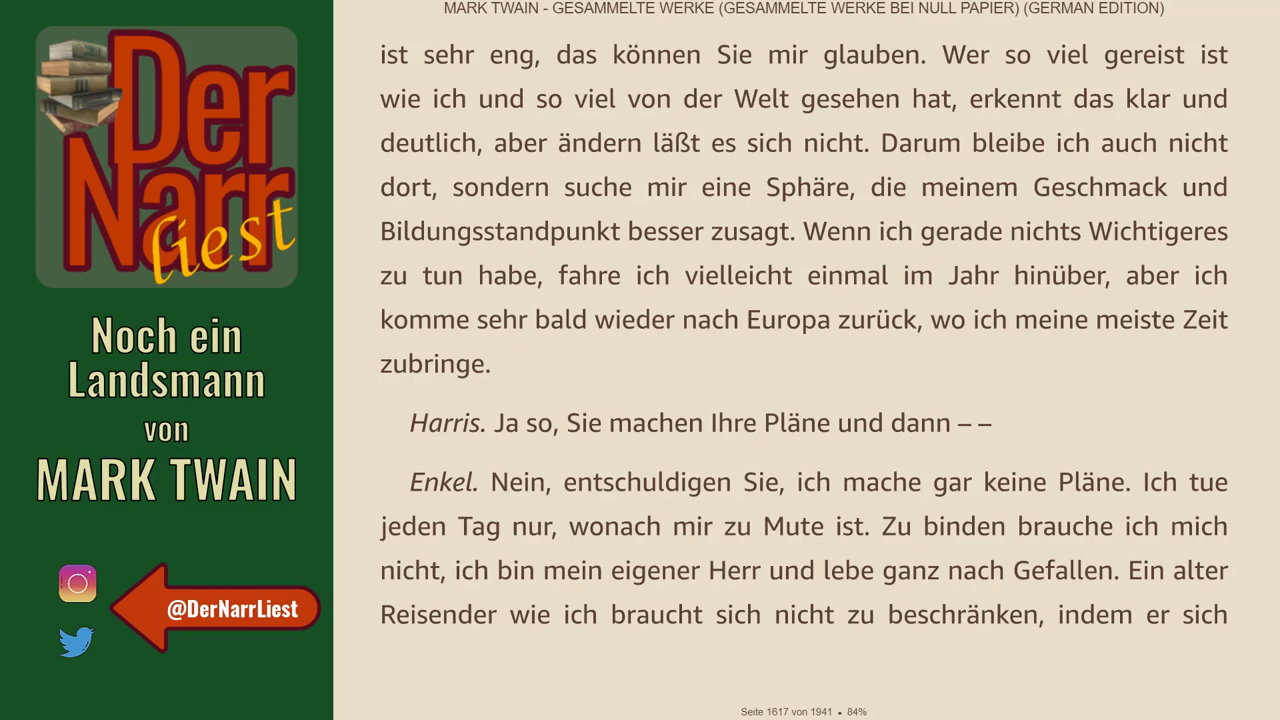 Der
Narr
liest
Noch ein
Landsmann
von
MARK TWAIN
@DerNarrLiest
MARK TWAIN - GESAMMELTE WERKE (GESAMMELTE WERKE BEI NULL PAPIER) (GERMAN EDITION)
ist sehr eng, das können Sie mir glauben. Wer so viel gereist ist
wie ich und so viel von der Welt gesehen hat, erkennt das klar und
deutlich, aber ändern läßt es sich nicht. Darum bleibe ich auch nicht
dort, sondern suche mir eine Sphäre, die meinem Geschmack und
Bildungsstandpunkt besser zusagt. Wenn ich gerade nichts Wichtigeres
zu tun habe, fahre ich vielleicht einmal im Jahr hinüber, aber ich
komme sehr bald wieder nach Europa zurück, wo ich meine meiste Zeit
zubringe.
Harris. Ja so, Sie machen Ihre Pläne und dann – –
Enkel. Nein, entschuldigen Sie, ich mache gar keine Pläne. Ich tue
jeden Tag nur, wonach mir zu Mute ist. Zu binden brauche ich mich
nicht, ich bin mein eigener Herr und lebe ganz nach Gefallen. Ein alter
Reisender wie ich braucht sich nicht zu beschränken, indem er sich
Seite 1617 von 1941 • 84%